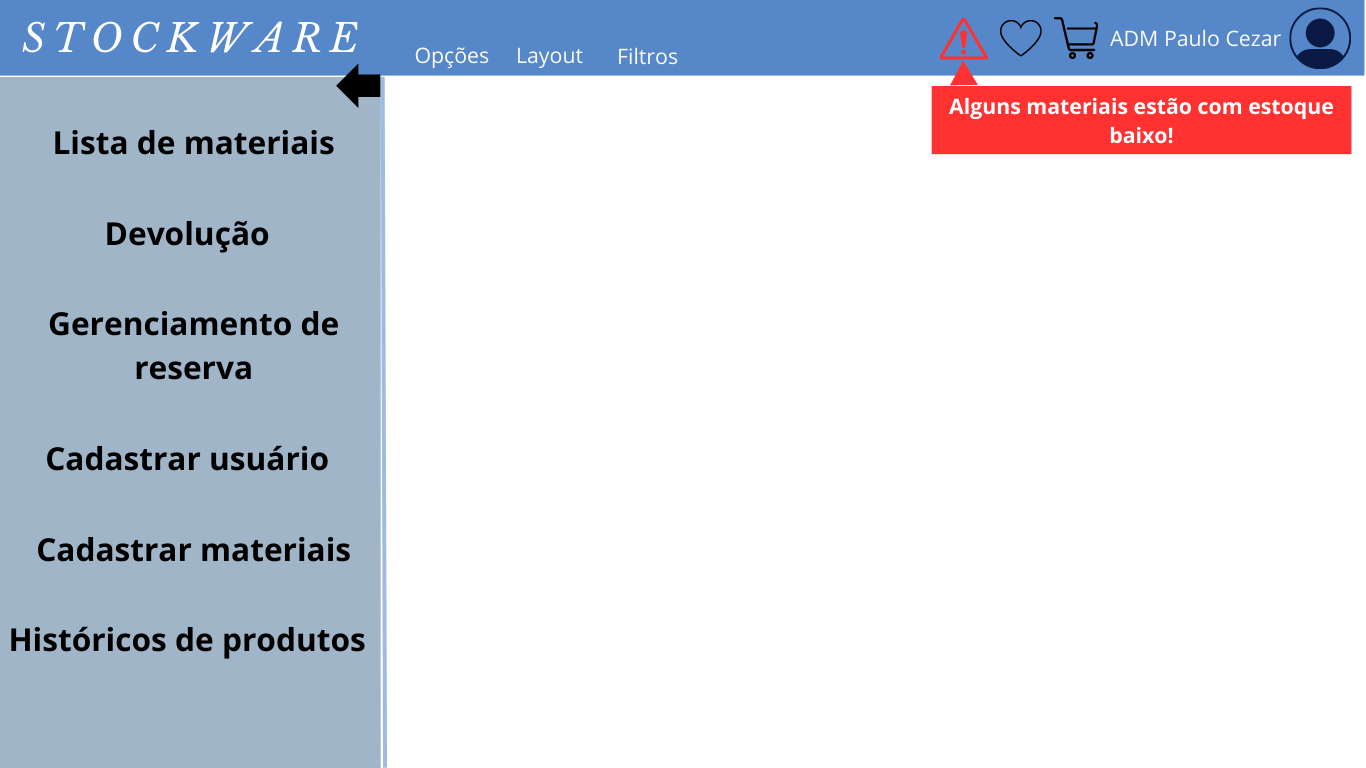 STOCKWARE
Opções Layout Filtros
ADM Paulo Cezar
Alguns materiais estão com estoque
baixo!
Lista de materiais
Devolução
Gerenciamento de
reserva
Cadastrar usuário
Cadastrar materiais
Históricos de produtos